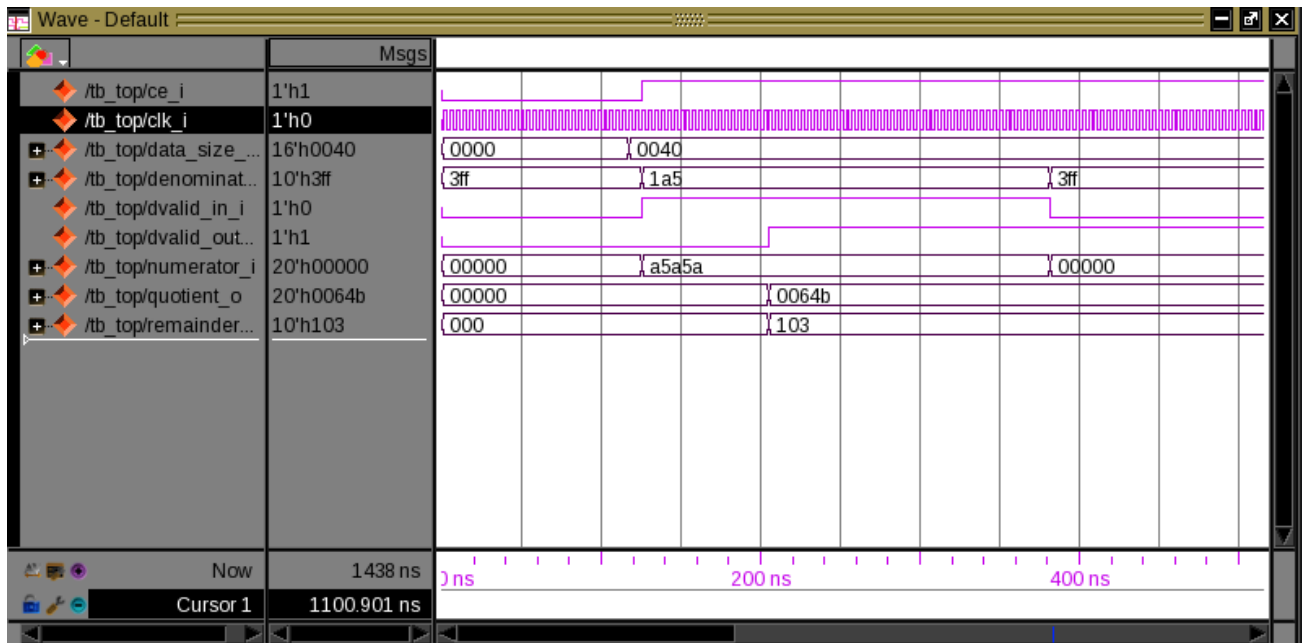 Wave - Default
Msgs
/tb_top/ce_i 1'h1
/tb_top/clk_i 1'h0
/tb_top/data_size_... 16'h0040 0000 0040
/tb_top/denominat... 10'h3ff 3ff 1a5 3ff
/tb_top/dvalid_in_i 1'h0
/tb_top/dvalid_out... 1'h1
/tb_top/numerator_i 20'h00000 00000 a5a5a 00000
/tb_top/quotient_o 20'h0064b 00000 0064b
/tb_top/remainder... 10'h103 000 103
Now 1438 ns 0 ns 200 ns 400 ns
Cursor 1 1100.901 ns